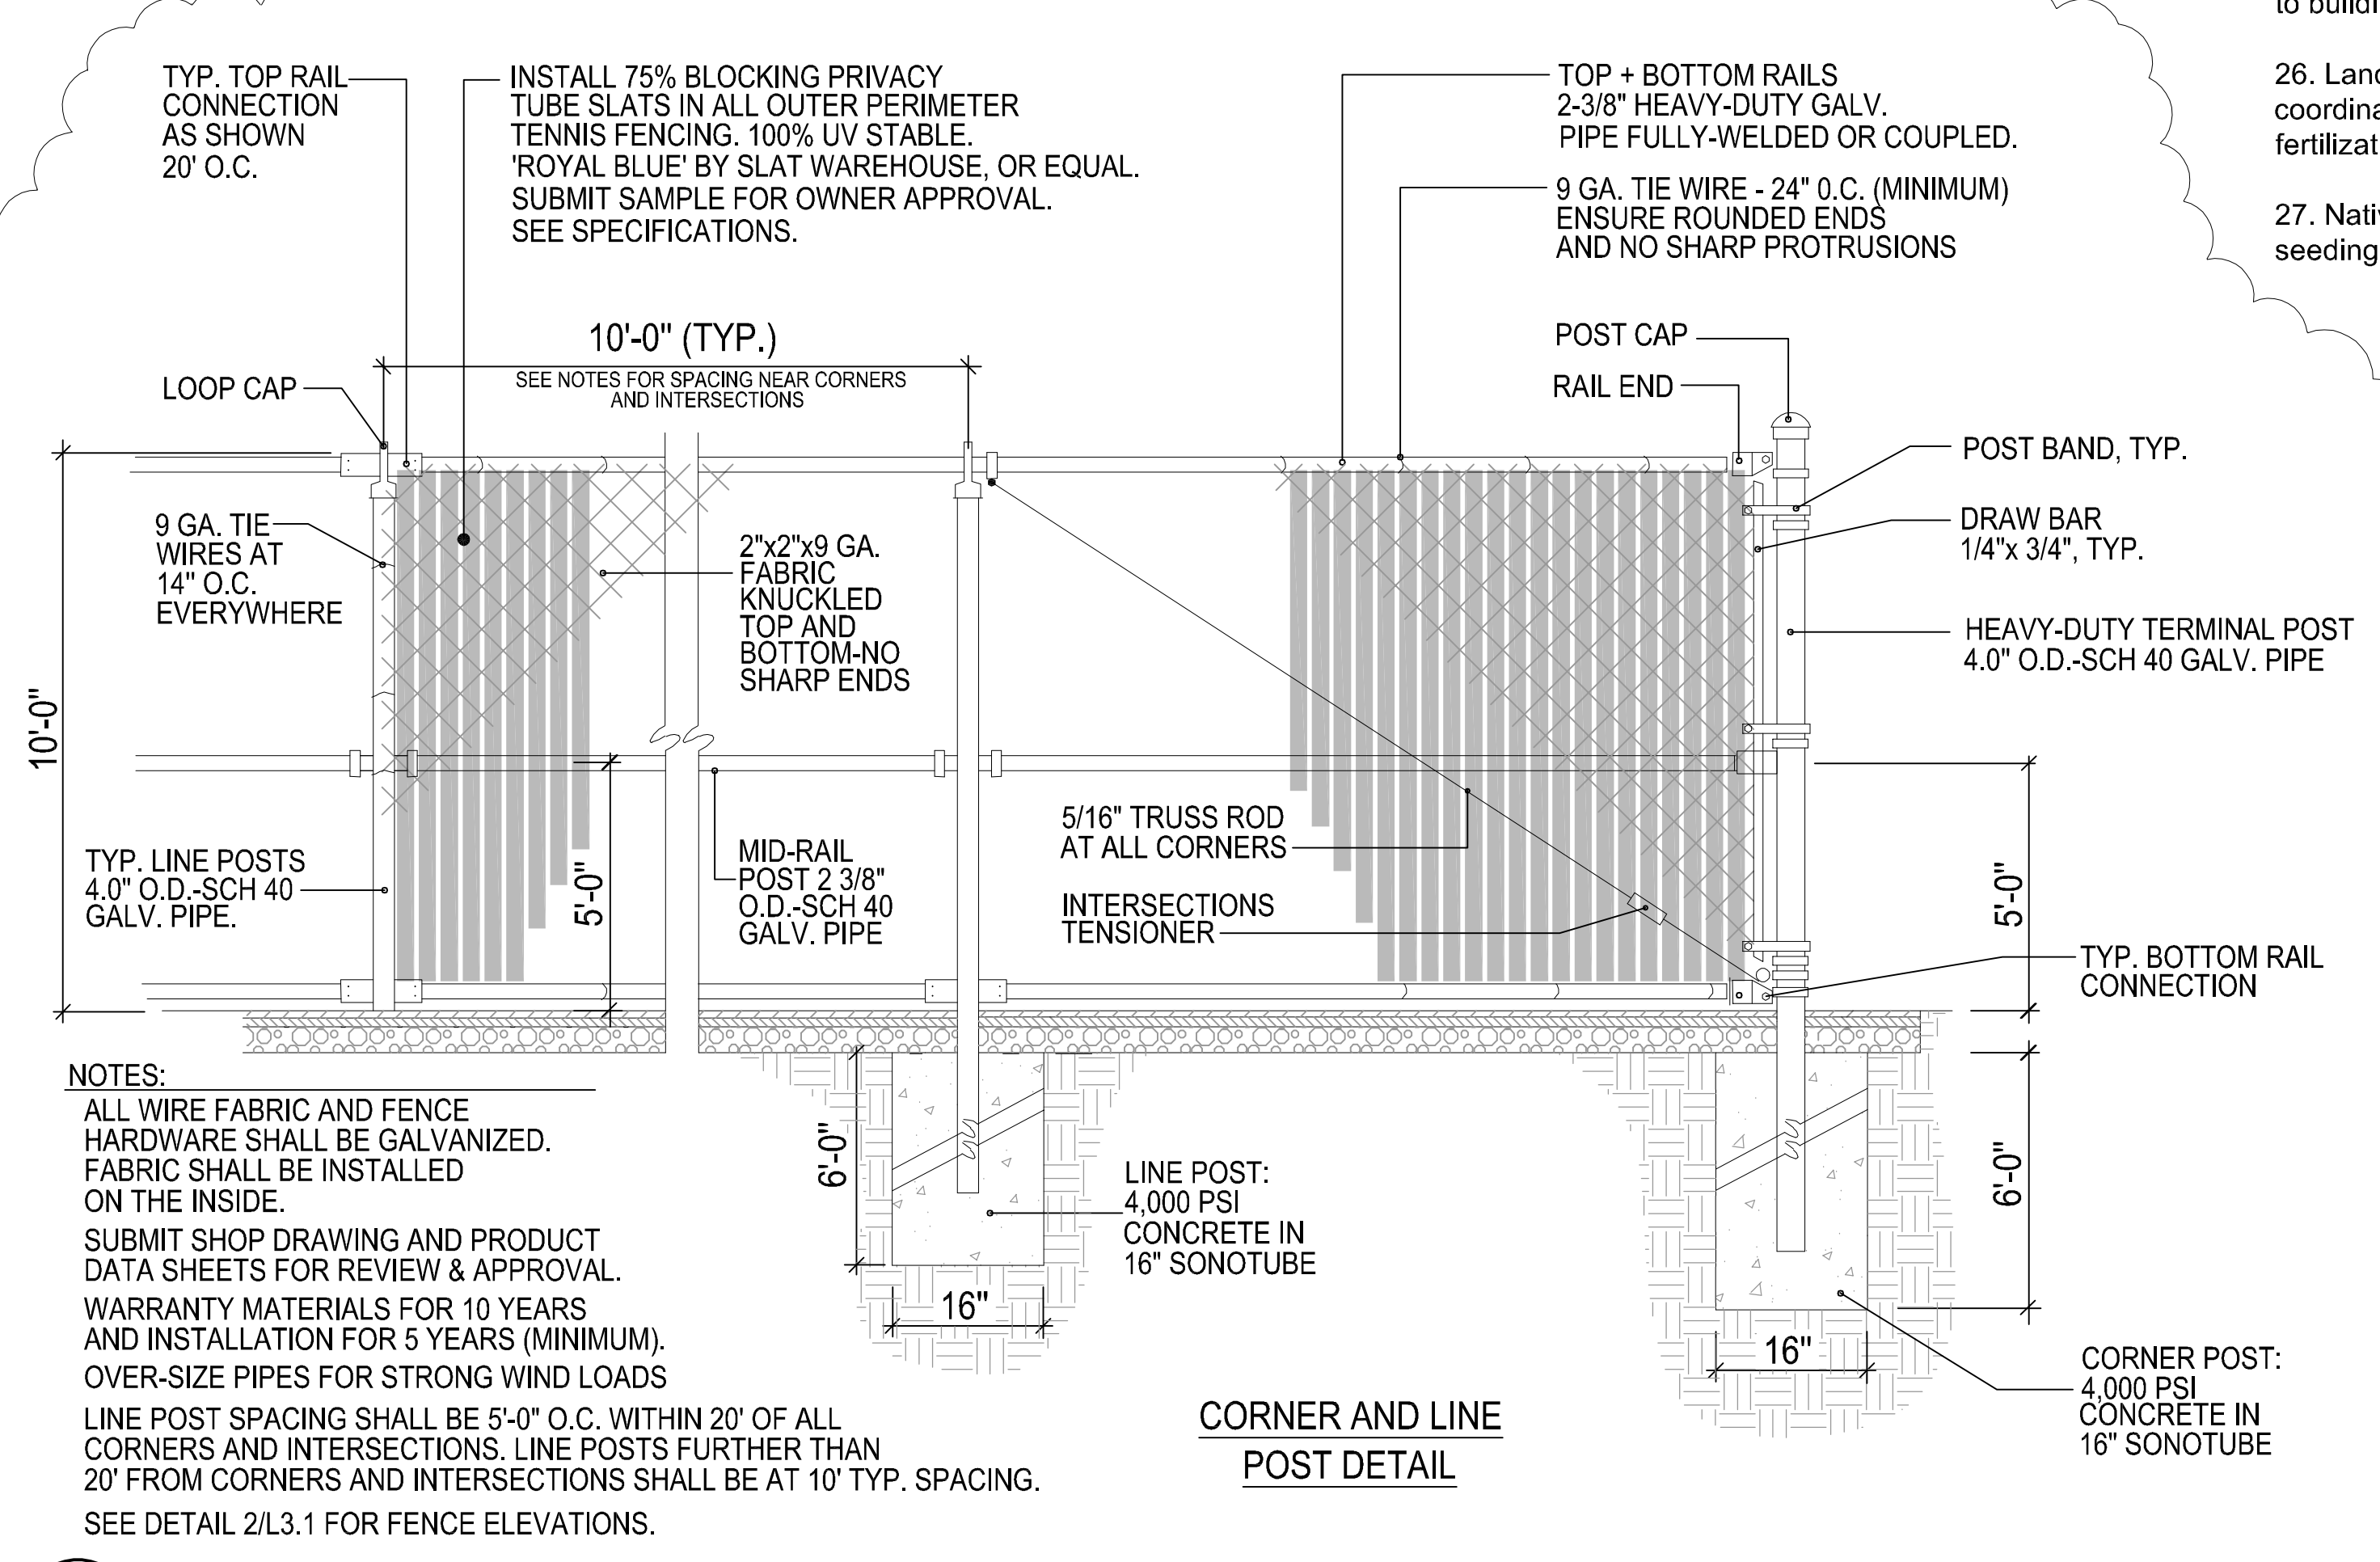 TYP. TOP RAIL
CONNECTION
AS SHOWN
20' O.C.
INSTALL 75% BLOCKING PRIVACY
TUBE SLATS IN ALL OUTER PERIMETER
TENNIS FENCING. 100% UV STABLE.
'ROYAL BLUE' BY SLAT WAREHOUSE, OR EQUAL.
SUBMIT SAMPLE FOR OWNER APPROVAL.
SEE SPECIFICATIONS.
TOP + BOTTOM RAILS
2-3/8" HEAVY-DUTY GALV.
PIPE FULLY-WELDED OR COUPLED.
9 GA. TIE WIRE - 24" 0.C. (MINIMUM)
ENSURE ROUNDED ENDS
AND NO SHARP PROTRUSIONS
26.
27.
seeding
10'-0" (TYP.)
SEE NOTES FOR SPACING NEAR CORNERS
AND INTERSECTIONS
LOOP CAP
POST CAP
RAIL END
POST BAND, TYP.
DRAW BAR
1/4"x 3/4", TYP.
HEAVY-DUTY TERMINAL POST
4.0" O.D.-SCH 40 GALV. PIPE
9 GA. TIE
WIRES AT
14" O.C.
EVERYWHERE
2"x2"x9 GA.
FABRIC
KNUCKLED
TOP AND
BOTTOM-NO
SHARP ENDS
10'-0"
TYP. LINE POSTS
4.0" O.D.-SCH 40
GALV. PIPE.
5'-0"
MID-RAIL
POST 2 3/8"
O.D.-SCH 40
GALV. PIPE
5/16" TRUSS ROD
AT ALL CORNERS
INTERSECTIONS
TENSIONER
5'-0"
TYP. BOTTOM RAIL
CONNECTION
6'-0"
LINE POST:
4,000 PSI
CONCRETE IN
16" SONOTUBE
16"
6'-0"
16"
CORNER POST:
4,000 PSI
CONCRETE IN
16" SONOTUBE
NOTES:
ALL WIRE FABRIC AND FENCE
HARDWARE SHALL BE GALVANIZED.
FABRIC SHALL BE INSTALLED
ON THE INSIDE.
SUBMIT SHOP DRAWING AND PRODUCT
DATA SHEETS FOR REVIEW & APPROVAL.
WARRANTY MATERIALS FOR 10 YEARS
AND INSTALLATION FOR 5 YEARS (MINIMUM).
OVER-SIZE PIPES FOR STRONG WIND LOADS
LINE POST SPACING SHALL BE 5'-0" O.C. WITHIN 20' OF ALL
CORNERS AND INTERSECTIONS. LINE POSTS FURTHER THAN
20' FROM CORNERS AND INTERSECTIONS SHALL BE AT 10' TYP. SPACING.
SEE DETAIL 2/L3.1 FOR FENCE ELEVATIONS.
CORNER AND LINE
POST DETAIL